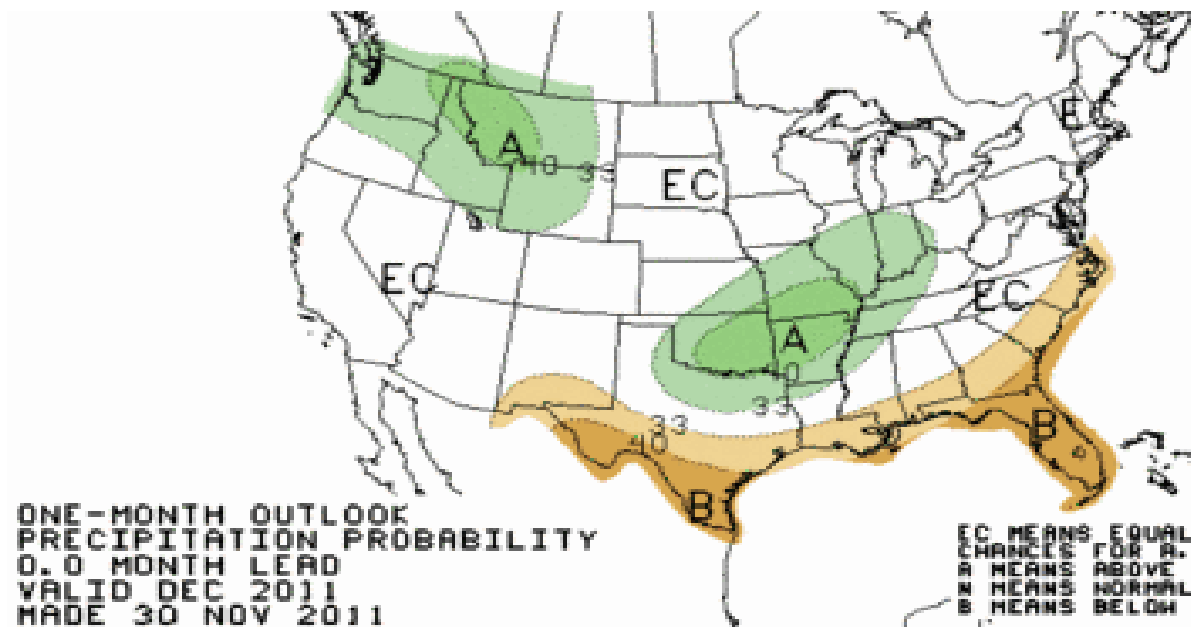 A
40
33
EC
EC
EC
EC
A
33
33
40
B
B
ONE-MONTH OUTLOOK
PRECIPITATION PROBABILITY
0.0 MONTH LEAD
VALID DEC 2011
MADE 30 NOV 2011
EC MEANS EQUAL
CHANCES FOR A.
A MEANS ABOVE
N MEANS NORMAL
B MEANS BELOW